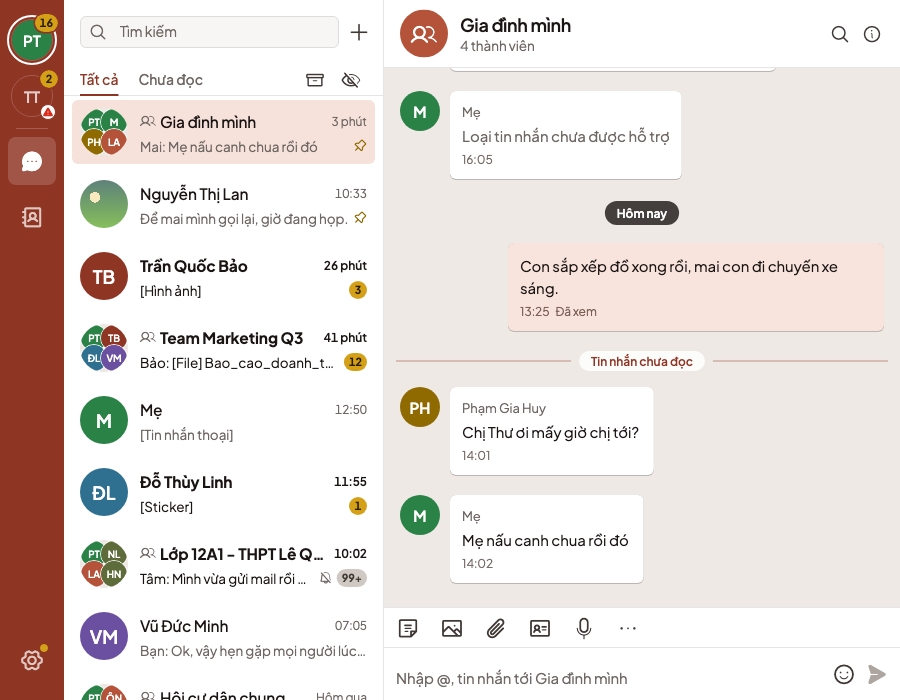 PT
16
TT
2
Tìm kiếm
Tất cả
Chưa đọc
PT
M
PH
LA
Gia đình mình
3 phút
Mai: Mẹ nấu canh chua rồi đó
Nguyễn Thị Lan
10:33
Để mai mình gọi lại, giờ đang họp.
TB
Trần Quốc Bảo
26 phút
[Hình ảnh]
3
PT
TB
ĐL
VM
Team Marketing Q3
41 phút
Bảo: [File] Bao_cao_doanh_t...
12
M
Mẹ
12:50
[Tin nhắn thoại]
ĐL
Đỗ Thùy Linh
11:55
[Sticker]
1
PT
NL
LA
HN
Lớp 12A1 - THPT Lê Q...
10:02
Tâm: Mình vừa gửi mail rồi ...
99+
VM
Vũ Đức Minh
07:05
Bạn: Ok, vậy hẹn gặp mọi người lúc...
PT
ÔN
Hội cư dân chung
Hôm qua
Gia đình mình
4 thành viên
M
Mẹ
Loại tin nhắn chưa được hỗ trợ
16:05
Hôm nay
Con sắp xếp đồ xong rồi, mai con đi chuyến xe
sáng.
13:25 Đã xem
Tin nhắn chưa đọc
PH
Phạm Gia Huy
Chị Thư ơi mấy giờ chị tới?
14:01
M
Mẹ
Mẹ nấu canh chua rồi đó
14:02
Nhập @, tin nhắn tới Gia đình mình